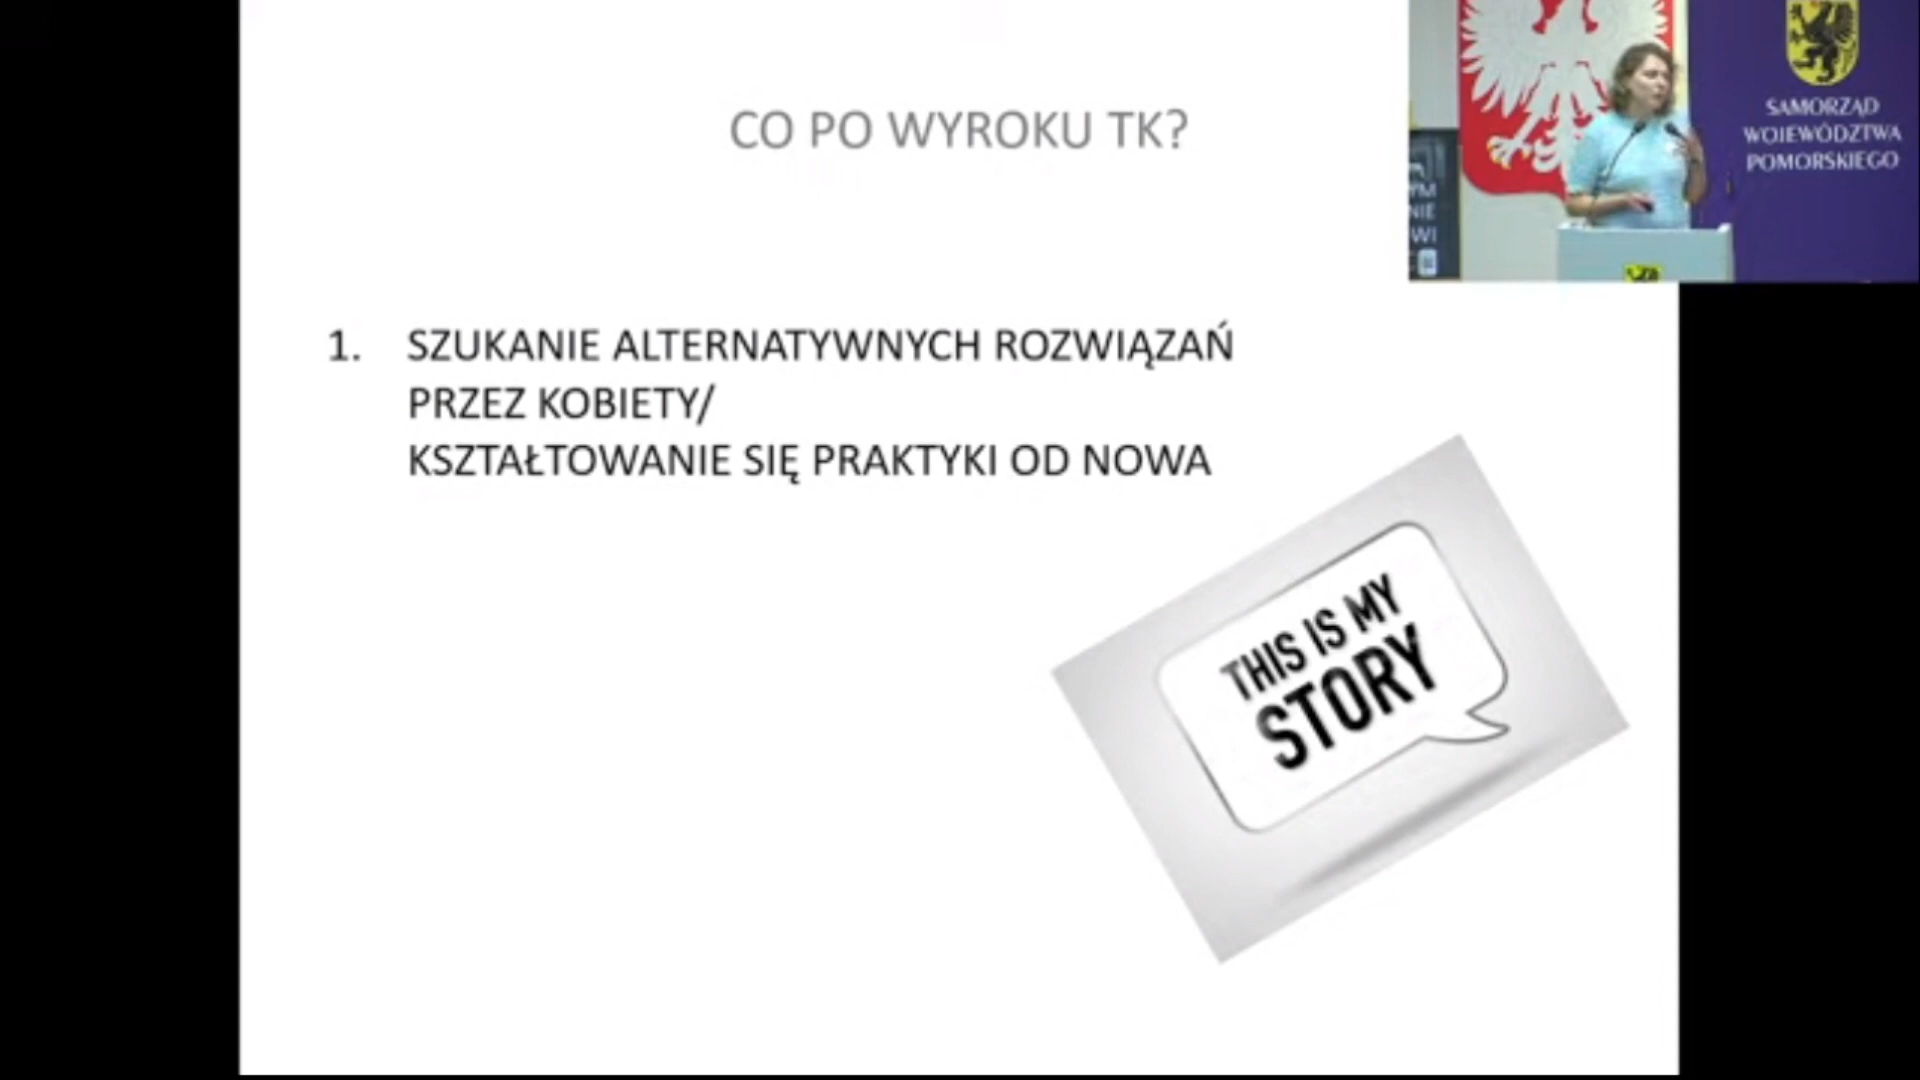 CO PO WYROKU TK?
SAMORZĄD
WOJEWÓDZTWA
POMORSKIEGO
1. SZUKANIE ALTERNATYWNYCH ROZWIĄZAŃ
PRZEZ KOBIETY/
KSZTAŁTOWANIE SIĘ PRAKTYKI OD NOWA
THIS IS MY
STORY